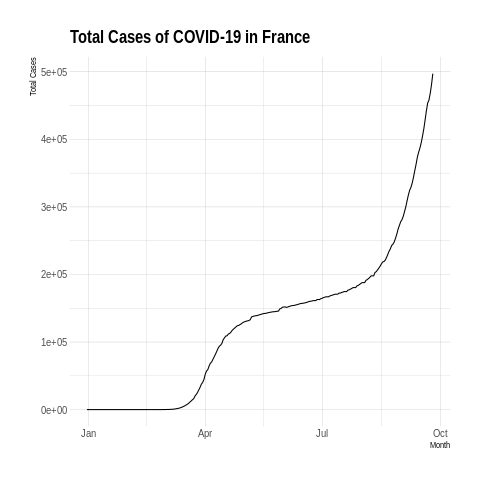 Total Cases of COVID-19 in France
Total Cases
5e+05
4e+05
3e+05
2e+05
1e+05
0e+00
Jan Apr Jul Oct
Month